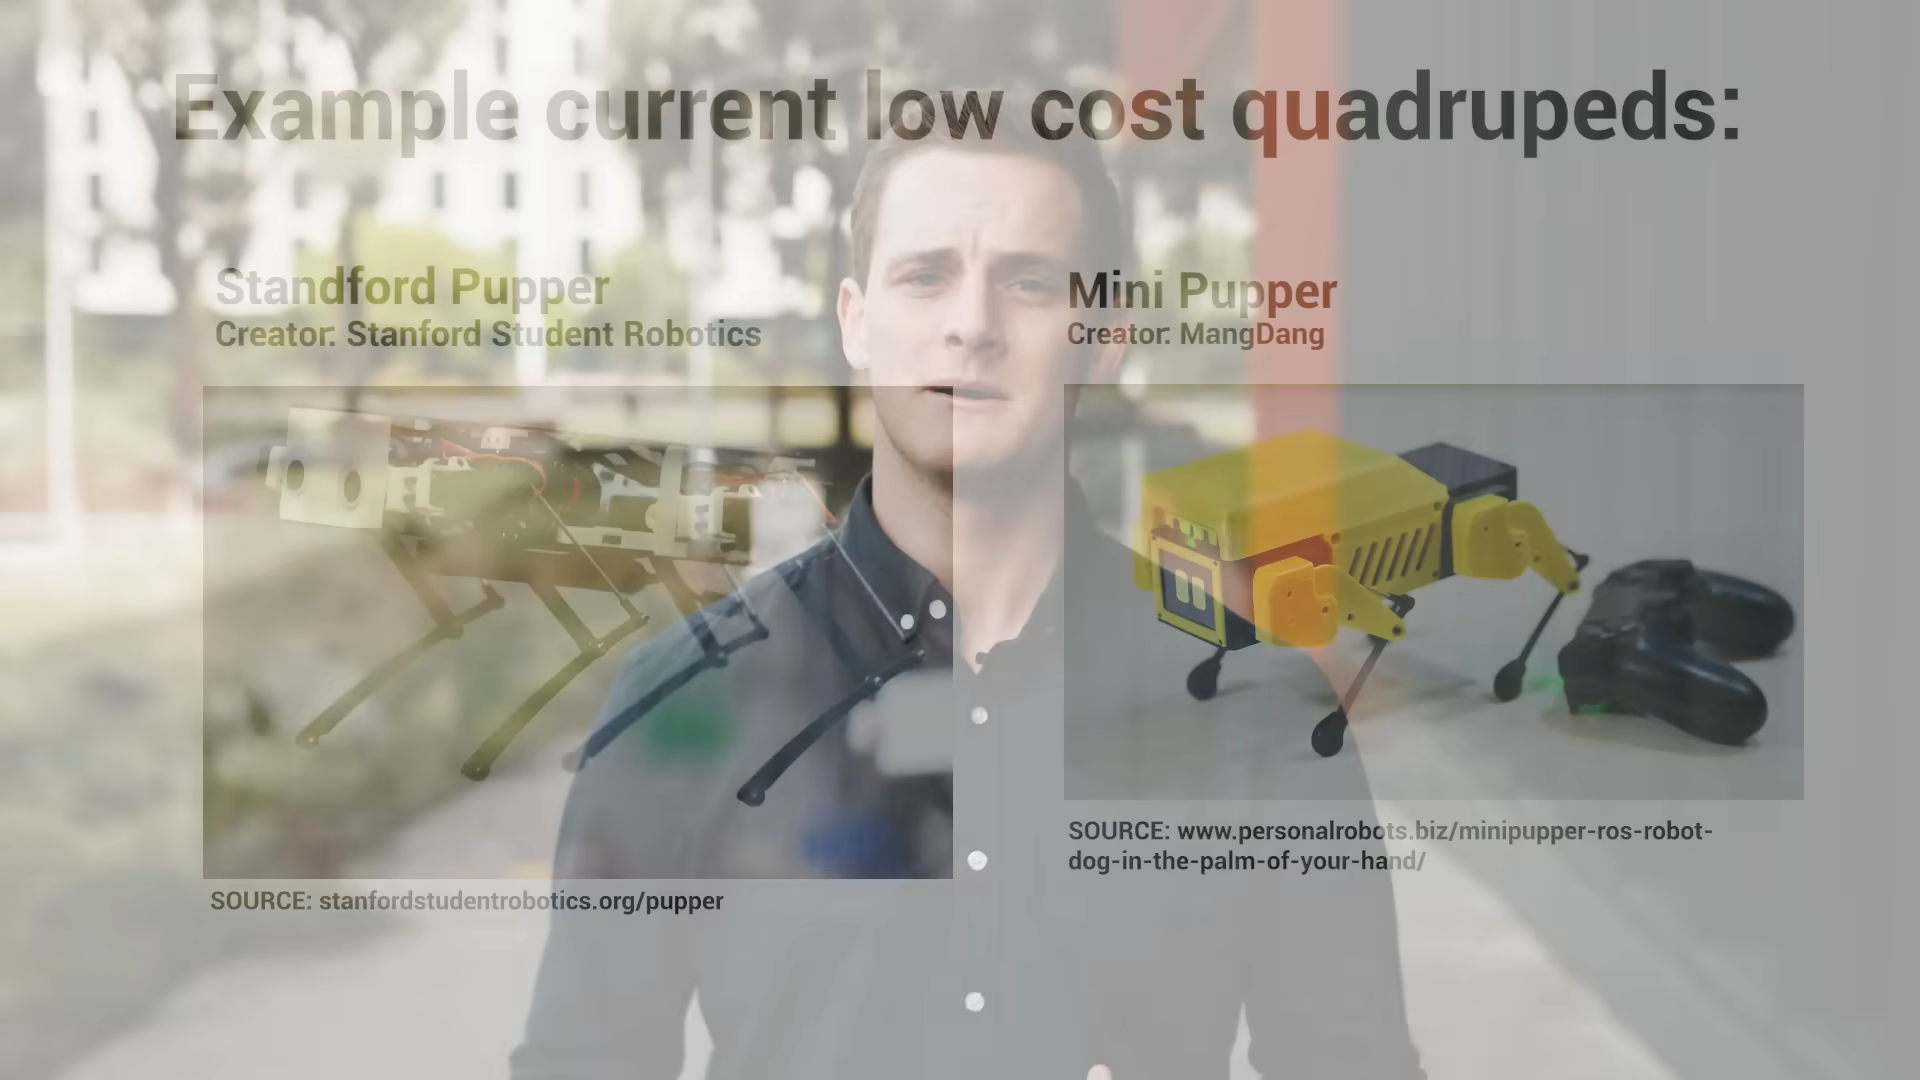 Example current low cost quadrupeds:
Standford Pupper
Creator: Stanford Student Robotics
Mini Pupper
Creator: MangDang
SOURCE: www.personalrobots.biz/minipupper-ros-robot-
dog-in-the-palm-of-your-hand/
SOURCE: stanfordstudentrobotics.org/pupper